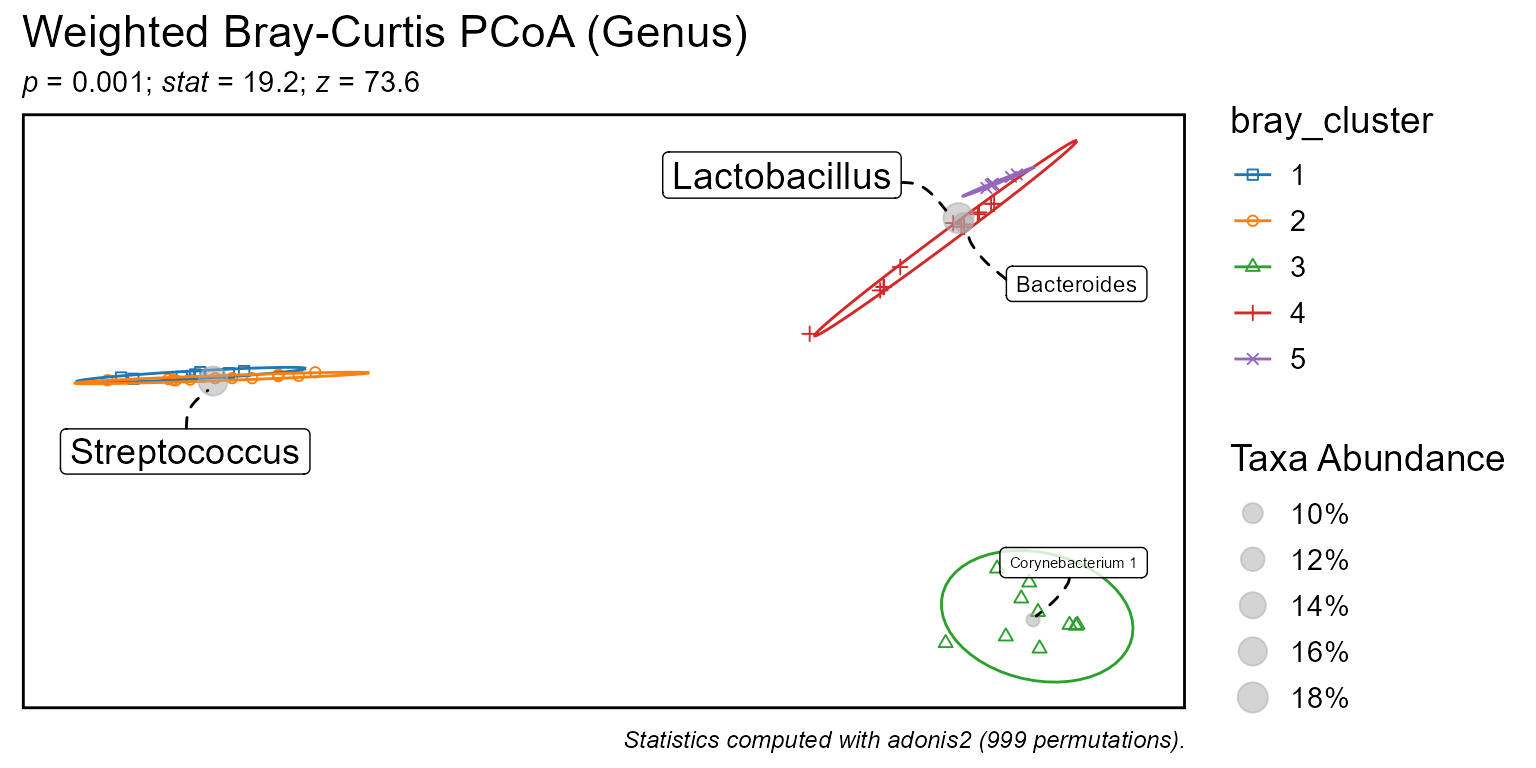 Weighted Bray-Curtis PCoA (Genus)
p = 0.001; stat = 19.2; z = 73.6
Lactobacillus
Bacteroides
Streptococcus
Corynebacterium 1
bray_cluster
1
2
3
4
5
Taxa Abundance
10%
12%
14%
16%
18%
Statistics computed with adonis2 (999 permutations).